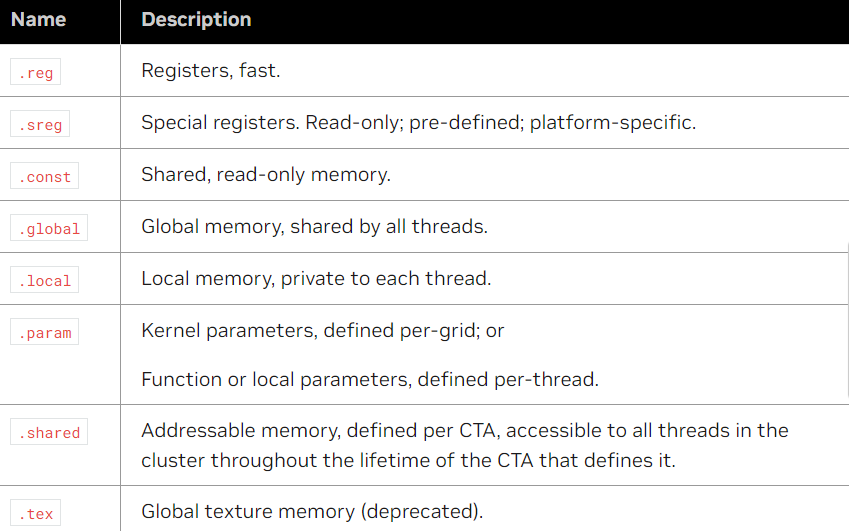 Name Description
.reg Registers, fast.
.sreg Special registers. Read-only; pre-defined; platform-specific.
.const Shared, read-only memory.
.global Global memory, shared by all threads.
.local Local memory, private to each thread.
.param Kernel parameters, defined per-grid; or
Function or local parameters, defined per-thread.
.shared Addressable memory, defined per CTA, accessible to all threads in the
cluster throughout the lifetime of the CTA that defines it.
.tex Global texture memory (deprecated).